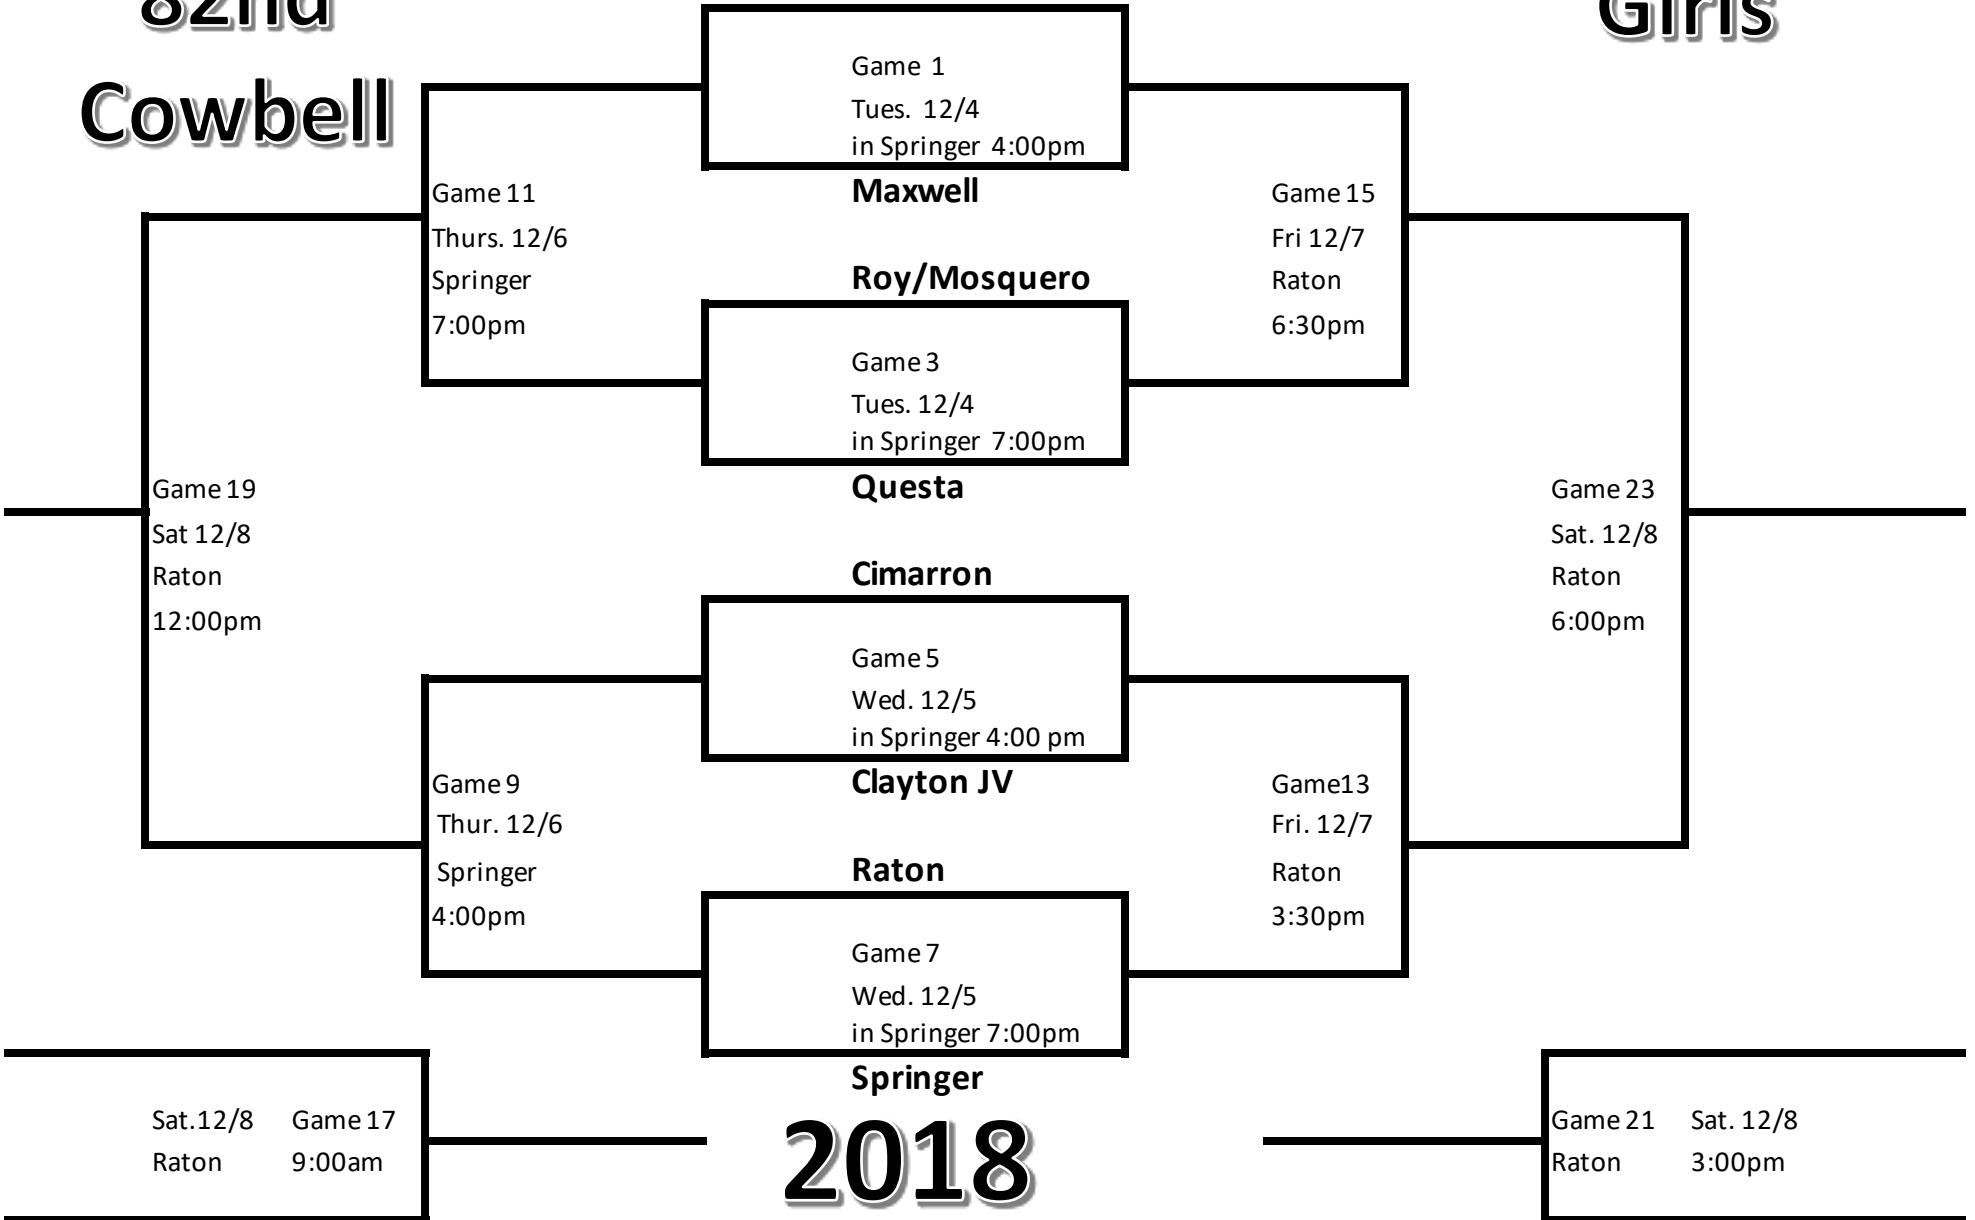 82nd
Cowbell
Girls
Game 1
Tues. 12/4
in Springer 4:00pm
Maxwell
Game 11
Thurs. 12/6
Springer
7:00pm
Game 15
Fri 12/7
Raton
6:30pm
Roy/Mosquero
Game 3
Tues. 12/4
in Springer 7:00pm
Questa
Game 19
Sat 12/8
Raton
12:00pm
Game 23
Sat. 12/8
Raton
6:00pm
Cimarron
Game 5
Wed. 12/5
in Springer 4:00 pm
Clayton JV
Game 9
Thur. 12/6
Springer
4:00pm
Game13
Fri. 12/7
Raton
3:30pm
Raton
Game 7
Wed. 12/5
in Springer 7:00pm
Springer
Sat.12/8 Game 17
Raton 9:00am
2018
Game 21 Sat. 12/8
Raton 3:00pm